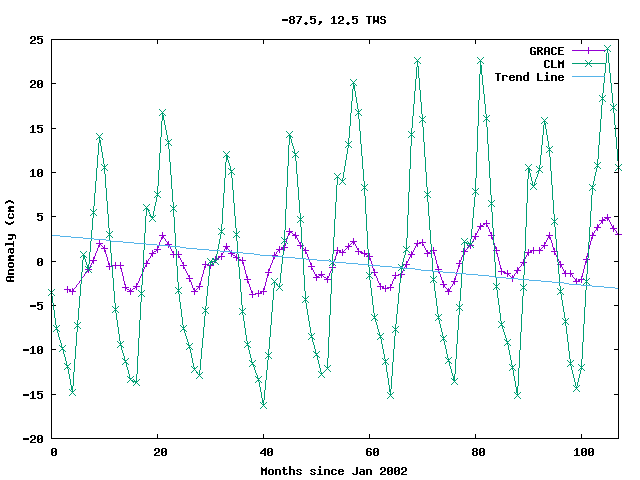 -87.5, 12.5 TWS
GRACE
CLM
Trend Line
25
20
15
10
5
0
-5
-10
-15
-20
Anomaly (cm)
0 20 40 60 80 100
Months since Jan 2002